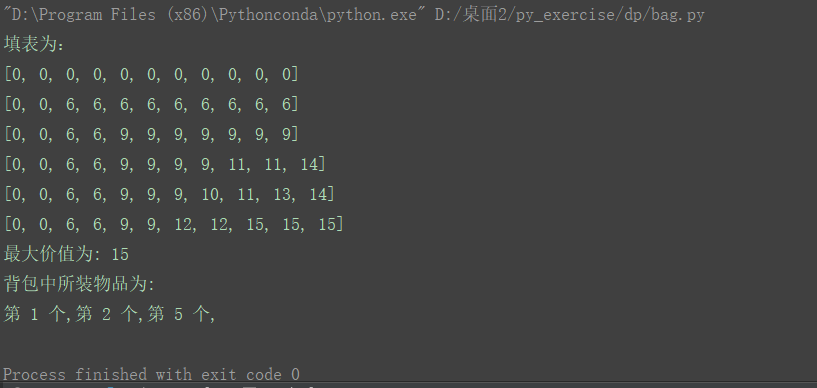 "D:\Program Files (x86)\Pythonconda\python.exe" D:/桌面2/py_exercise/dp/bag.py
填表为:
[0, 0, 0, 0, 0, 0, 0, 0, 0, 0, 0]
[0, 0, 6, 6, 6, 6, 6, 6, 6, 6, 6]
[0, 0, 6, 6, 9, 9, 9, 9, 9, 9, 9]
[0, 0, 6, 6, 9, 9, 9, 9, 11, 11, 14]
[0, 0, 6, 6, 9, 9, 9, 10, 11, 13, 14]
[0, 0, 6, 6, 9, 9, 12, 12, 15, 15, 15]
最大价值为: 15
背包中所装物品为:
第 1 个,第 2 个,第 5 个,
Process finished with exit code 0